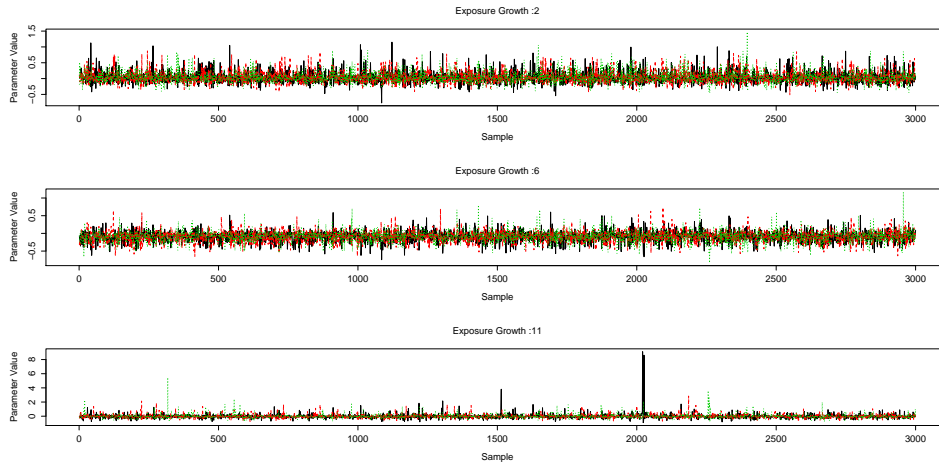 Exposure Growth :2
Parameter Value
1.5
0.5
−0.5
0 500 1000 1500 2000 2500 3000
Sample
Exposure Growth :6
Parameter Value
0.5
−0.5
0 500 1000 1500 2000 2500 3000
Sample
Exposure Growth :11
Parameter Value
8
6
4
2
0
0 500 1000 1500 2000 2500 3000
Sample